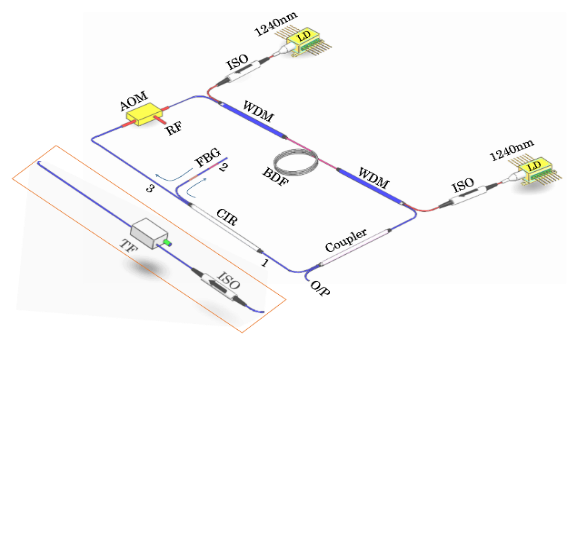 1240nm
LD
ISO
AOM
WDM
RF
FBG
2
BDF
1240nm
LD
WDM
ISO
3
CIR
Coupler
1
O/P
TF
ISO